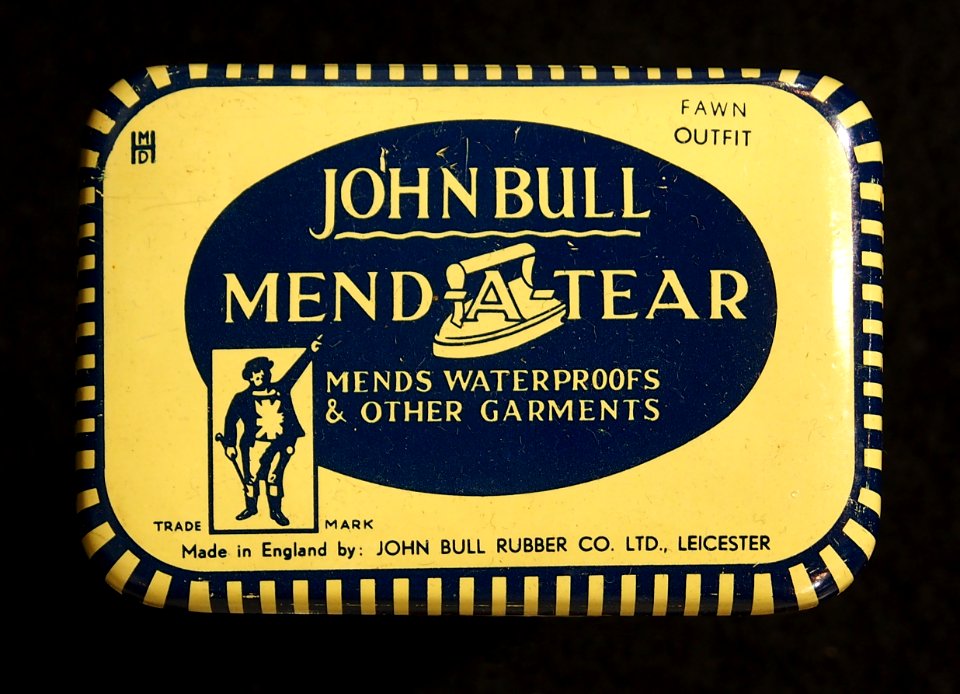 FAWN
OUTFIT
HMD
JOHN BULL
MEND-A-TEAR
MENDS WATERPROOFS
& OTHER GARMENTS
TRADE MARK
Made in England by: JOHN BULL RUBBER CO. LTD., LEICESTER